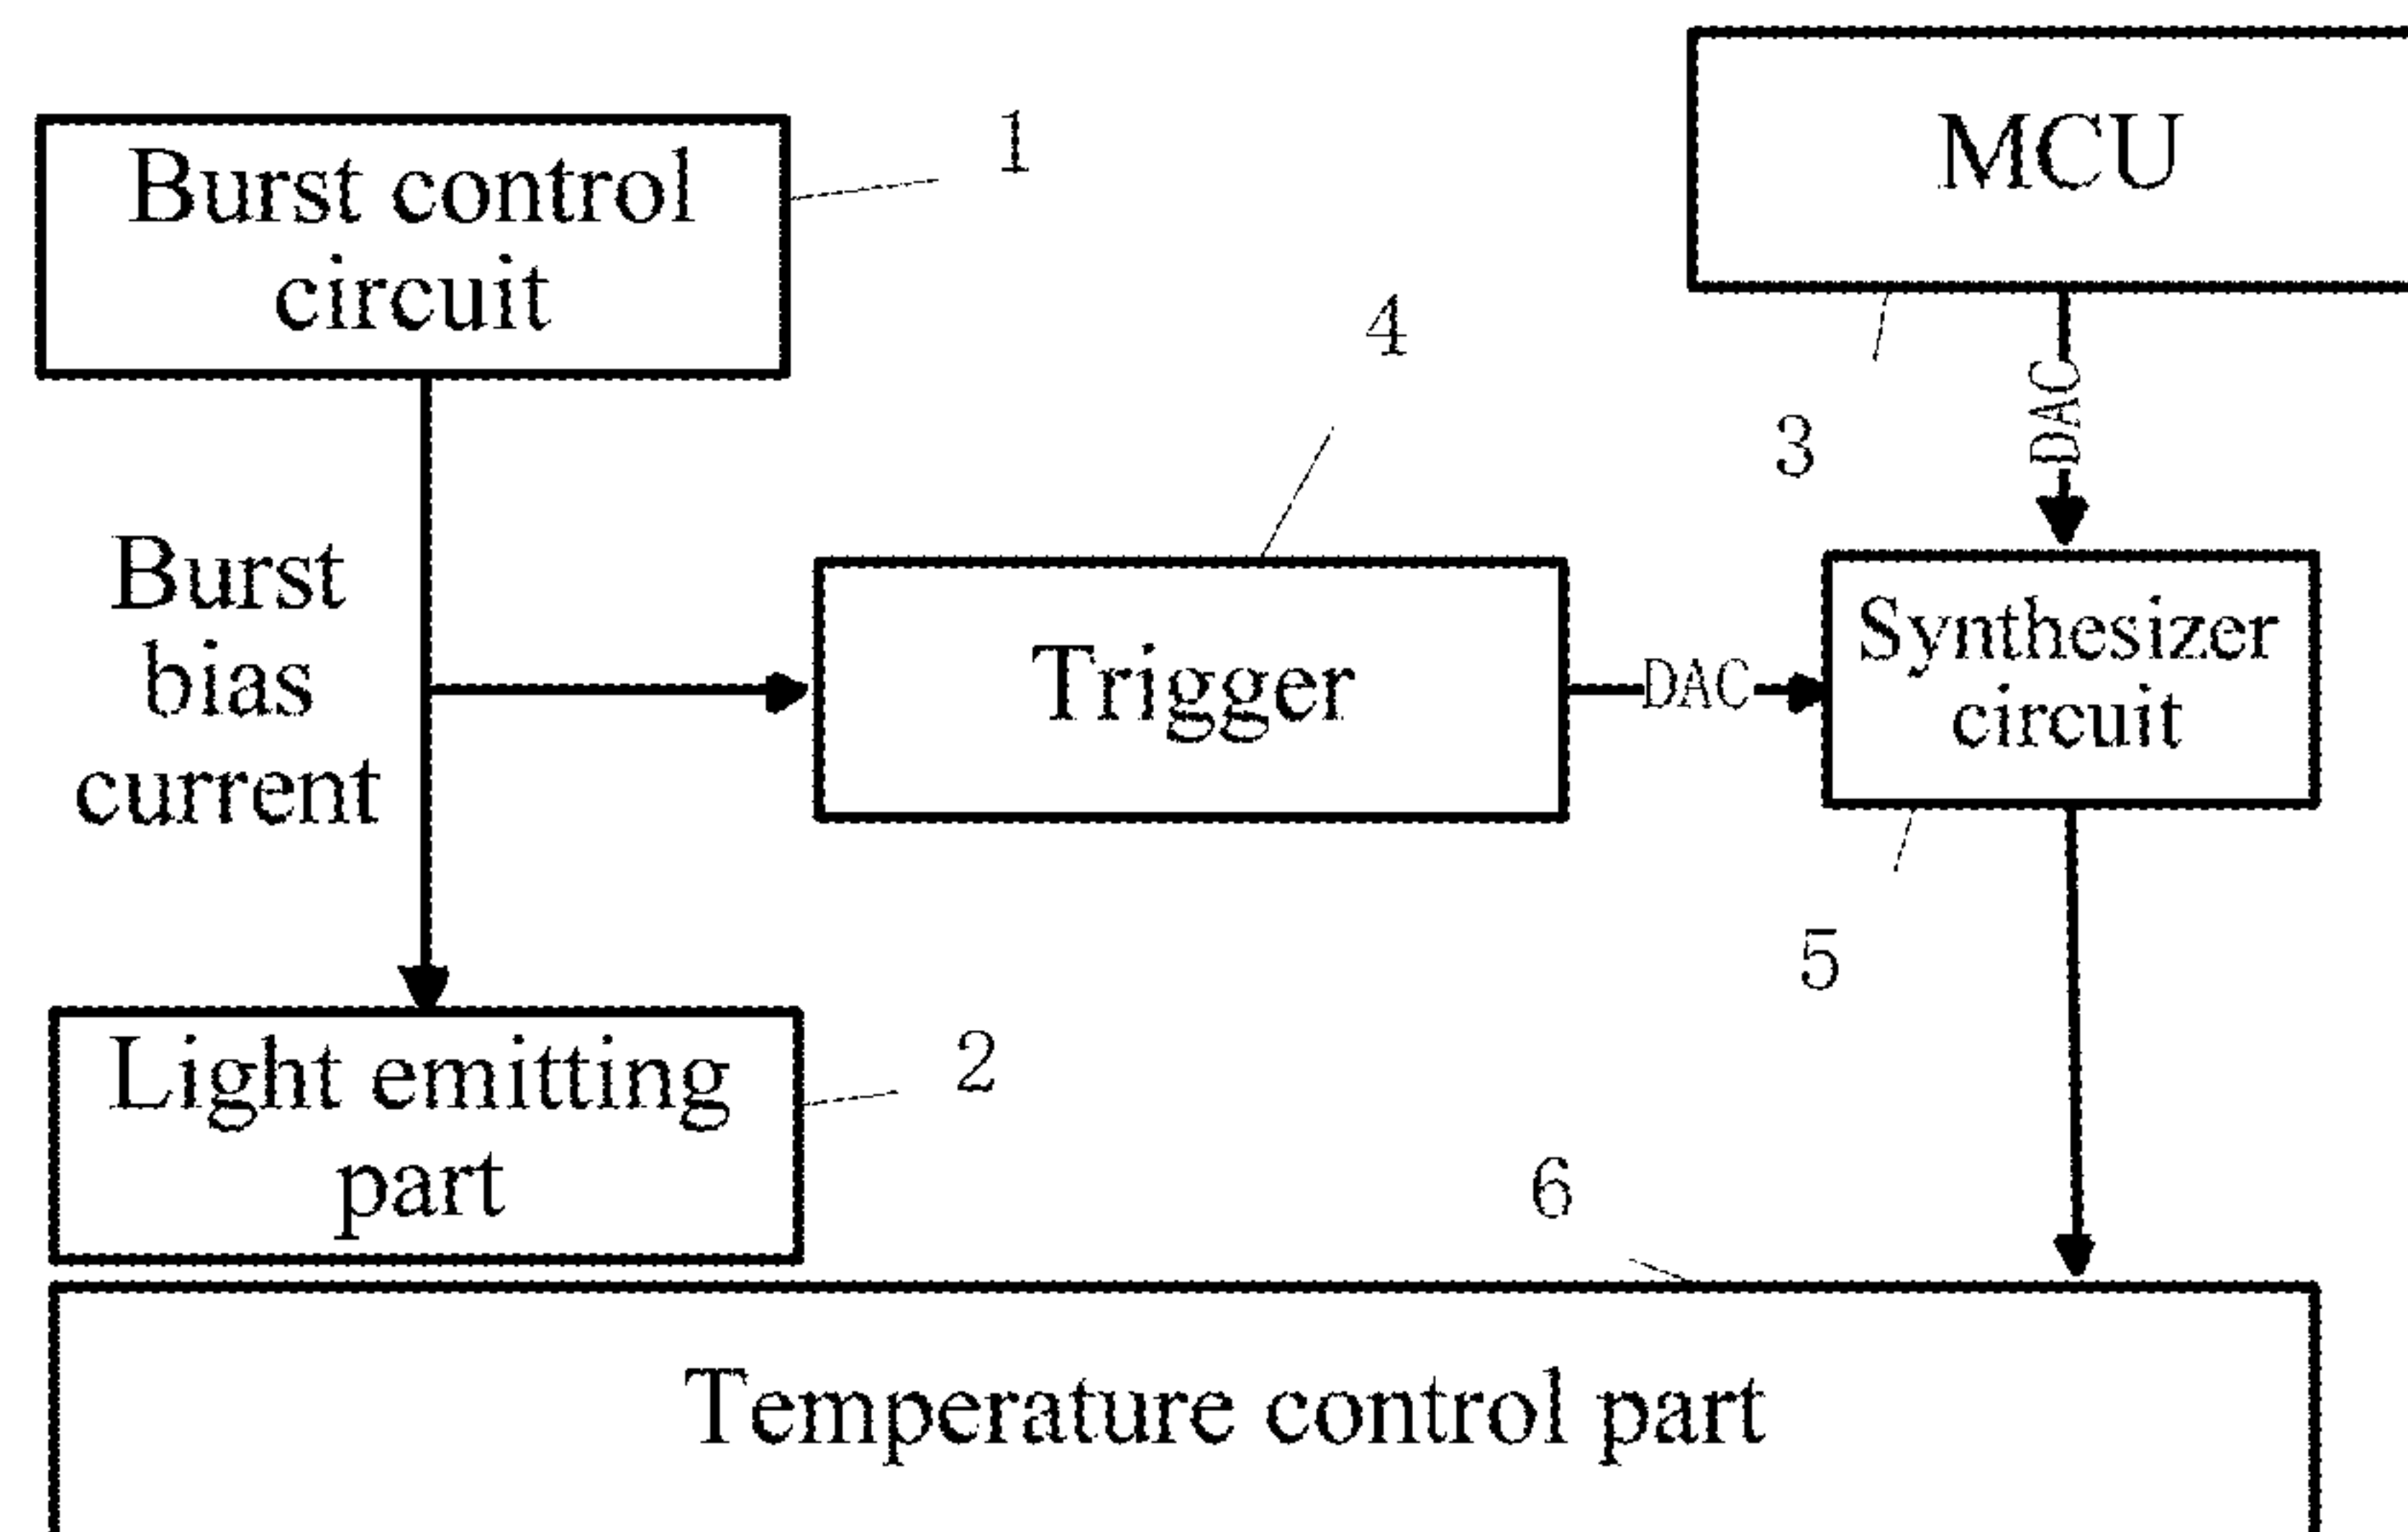 MCU
1
Burst control
circuit
4
DAC
3
Burst
bias
current
Trigger
DAC
Synthesizer
circuit
5
Light emitting
part
2
6
Temperature control part